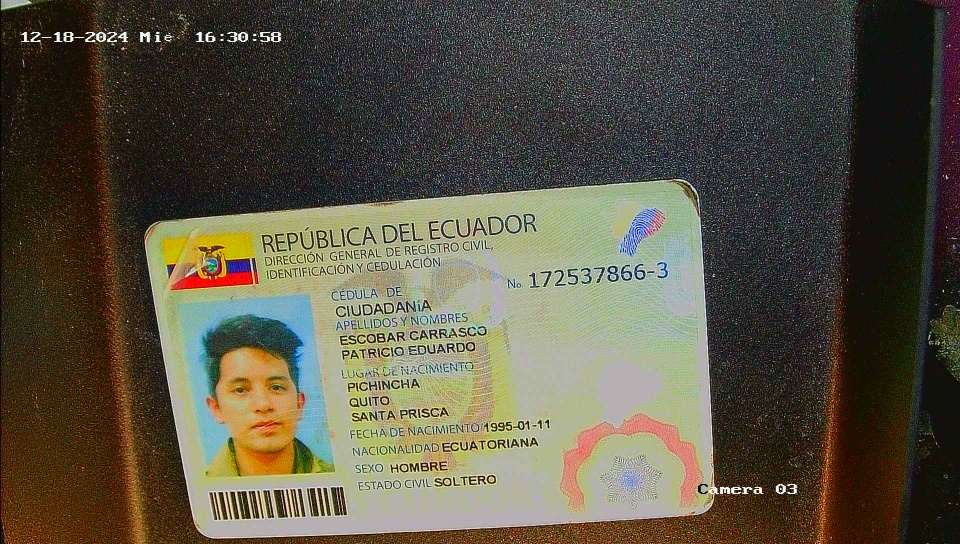 12-18-2024 Mie 16:30:58
REPÚBLICA DEL ECUADOR
DIRECCIÓN GENERAL DE REGISTRO CIVIL,
IDENTIFICACIÓN Y CEDULACIÓN
No. 172537866-3
CÉDULA DE
CIUDADANíA
APELLIDOS Y NOMBRES
ESCOBAR CARRASCO
PATRICIO EDUARDO
LUGAR DE NACIMIENTO
PICHINCHA
QUITO
SANTA PRISCA
FECHA DE NACIMIENTO 1995-01-11
NACIONALIDAD ECUATORIANA
SEXO HOMBRE
ESTADO CIVIL SOLTERO
Camera 03